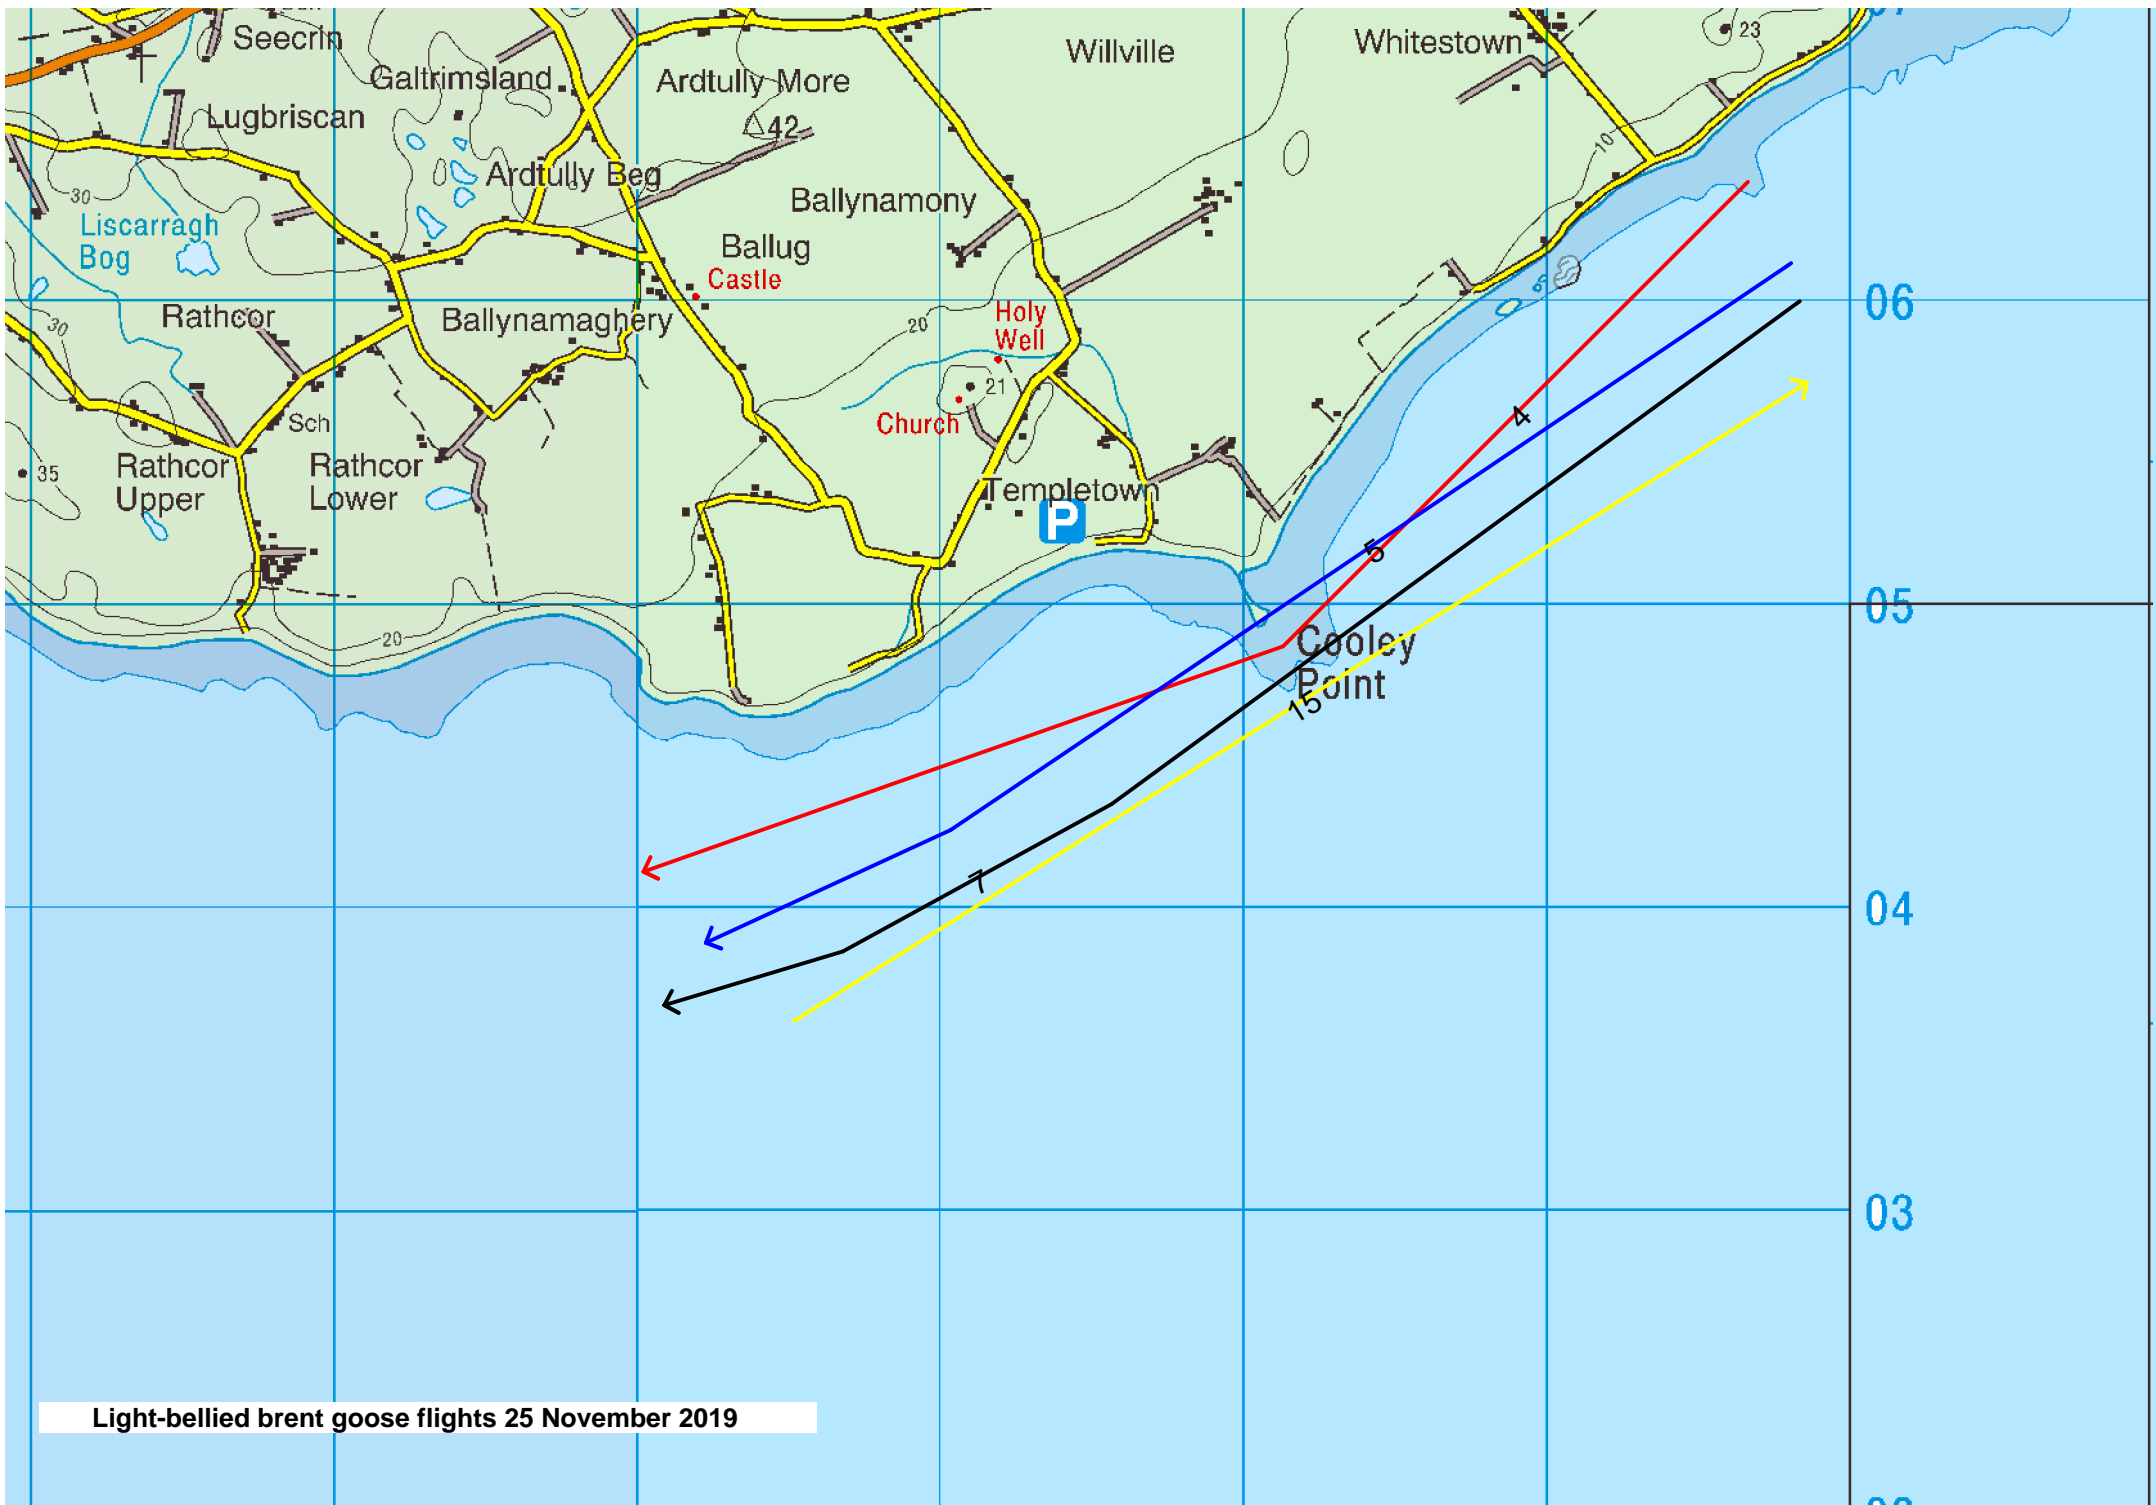 Seecrin
Galtrimsland
Lugbriscan
Ardtully More
42
Willville
Whitestown
23
10
30
Liscarragh
Bog
Ardtully Beg
Ballynamony
Ballug
Castle
Rathcor
Ballynamaghery
20
Holy
Well
30
21
Church
Sch
Rathcor
Upper
Rathcor
Lower
35
Templetown
P
20
Cooley
Point
4
5
15
7
06
05
04
03
Light-bellied brent goose flights 25 November 2019